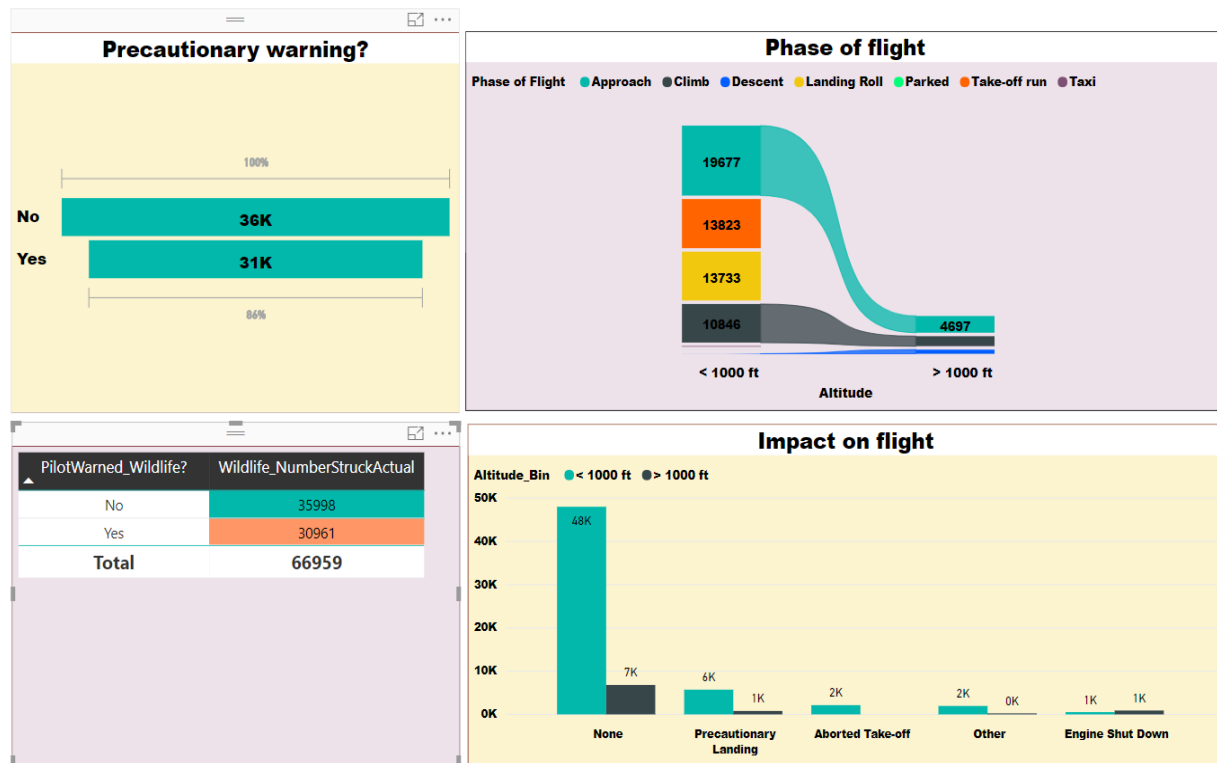 Precautionary warning?
100%
No
36K
Yes
31K
86%
Phase of flight
Phase of Flight Approach Climb Descent Landing Roll Parked Take-off run Taxi
19677
13823
13733
10846
4697
< 1000 ft > 1000 ft
Altitude
PilotWarned_Wildlife? Wildlife_NumberStruckActual
No 35998
Yes 30961
Total 66959
Impact on flight
Altitude_Bin < 1000 ft > 1000 ft
50K
40K
30K
20K
10K
0K
48K
7K
6K
1K
2K
2K
0K
1K
1K
None
Precautionary
Landing
Aborted Take-off
Other
Engine Shut Down